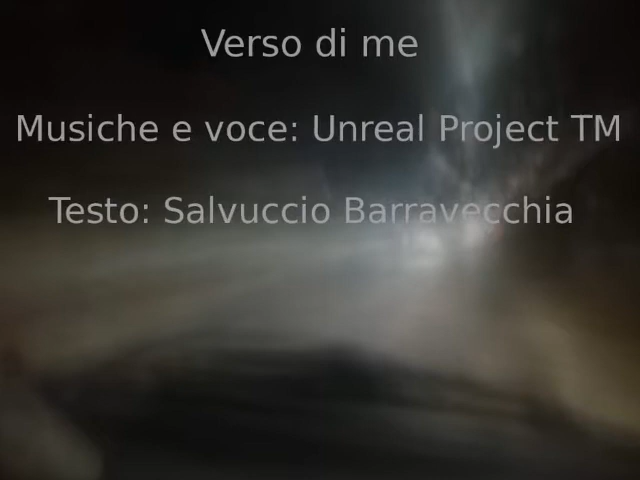 Verso di me
Musiche e voce: Unreal Project TM
Testo: Salvuccio Barravecchia